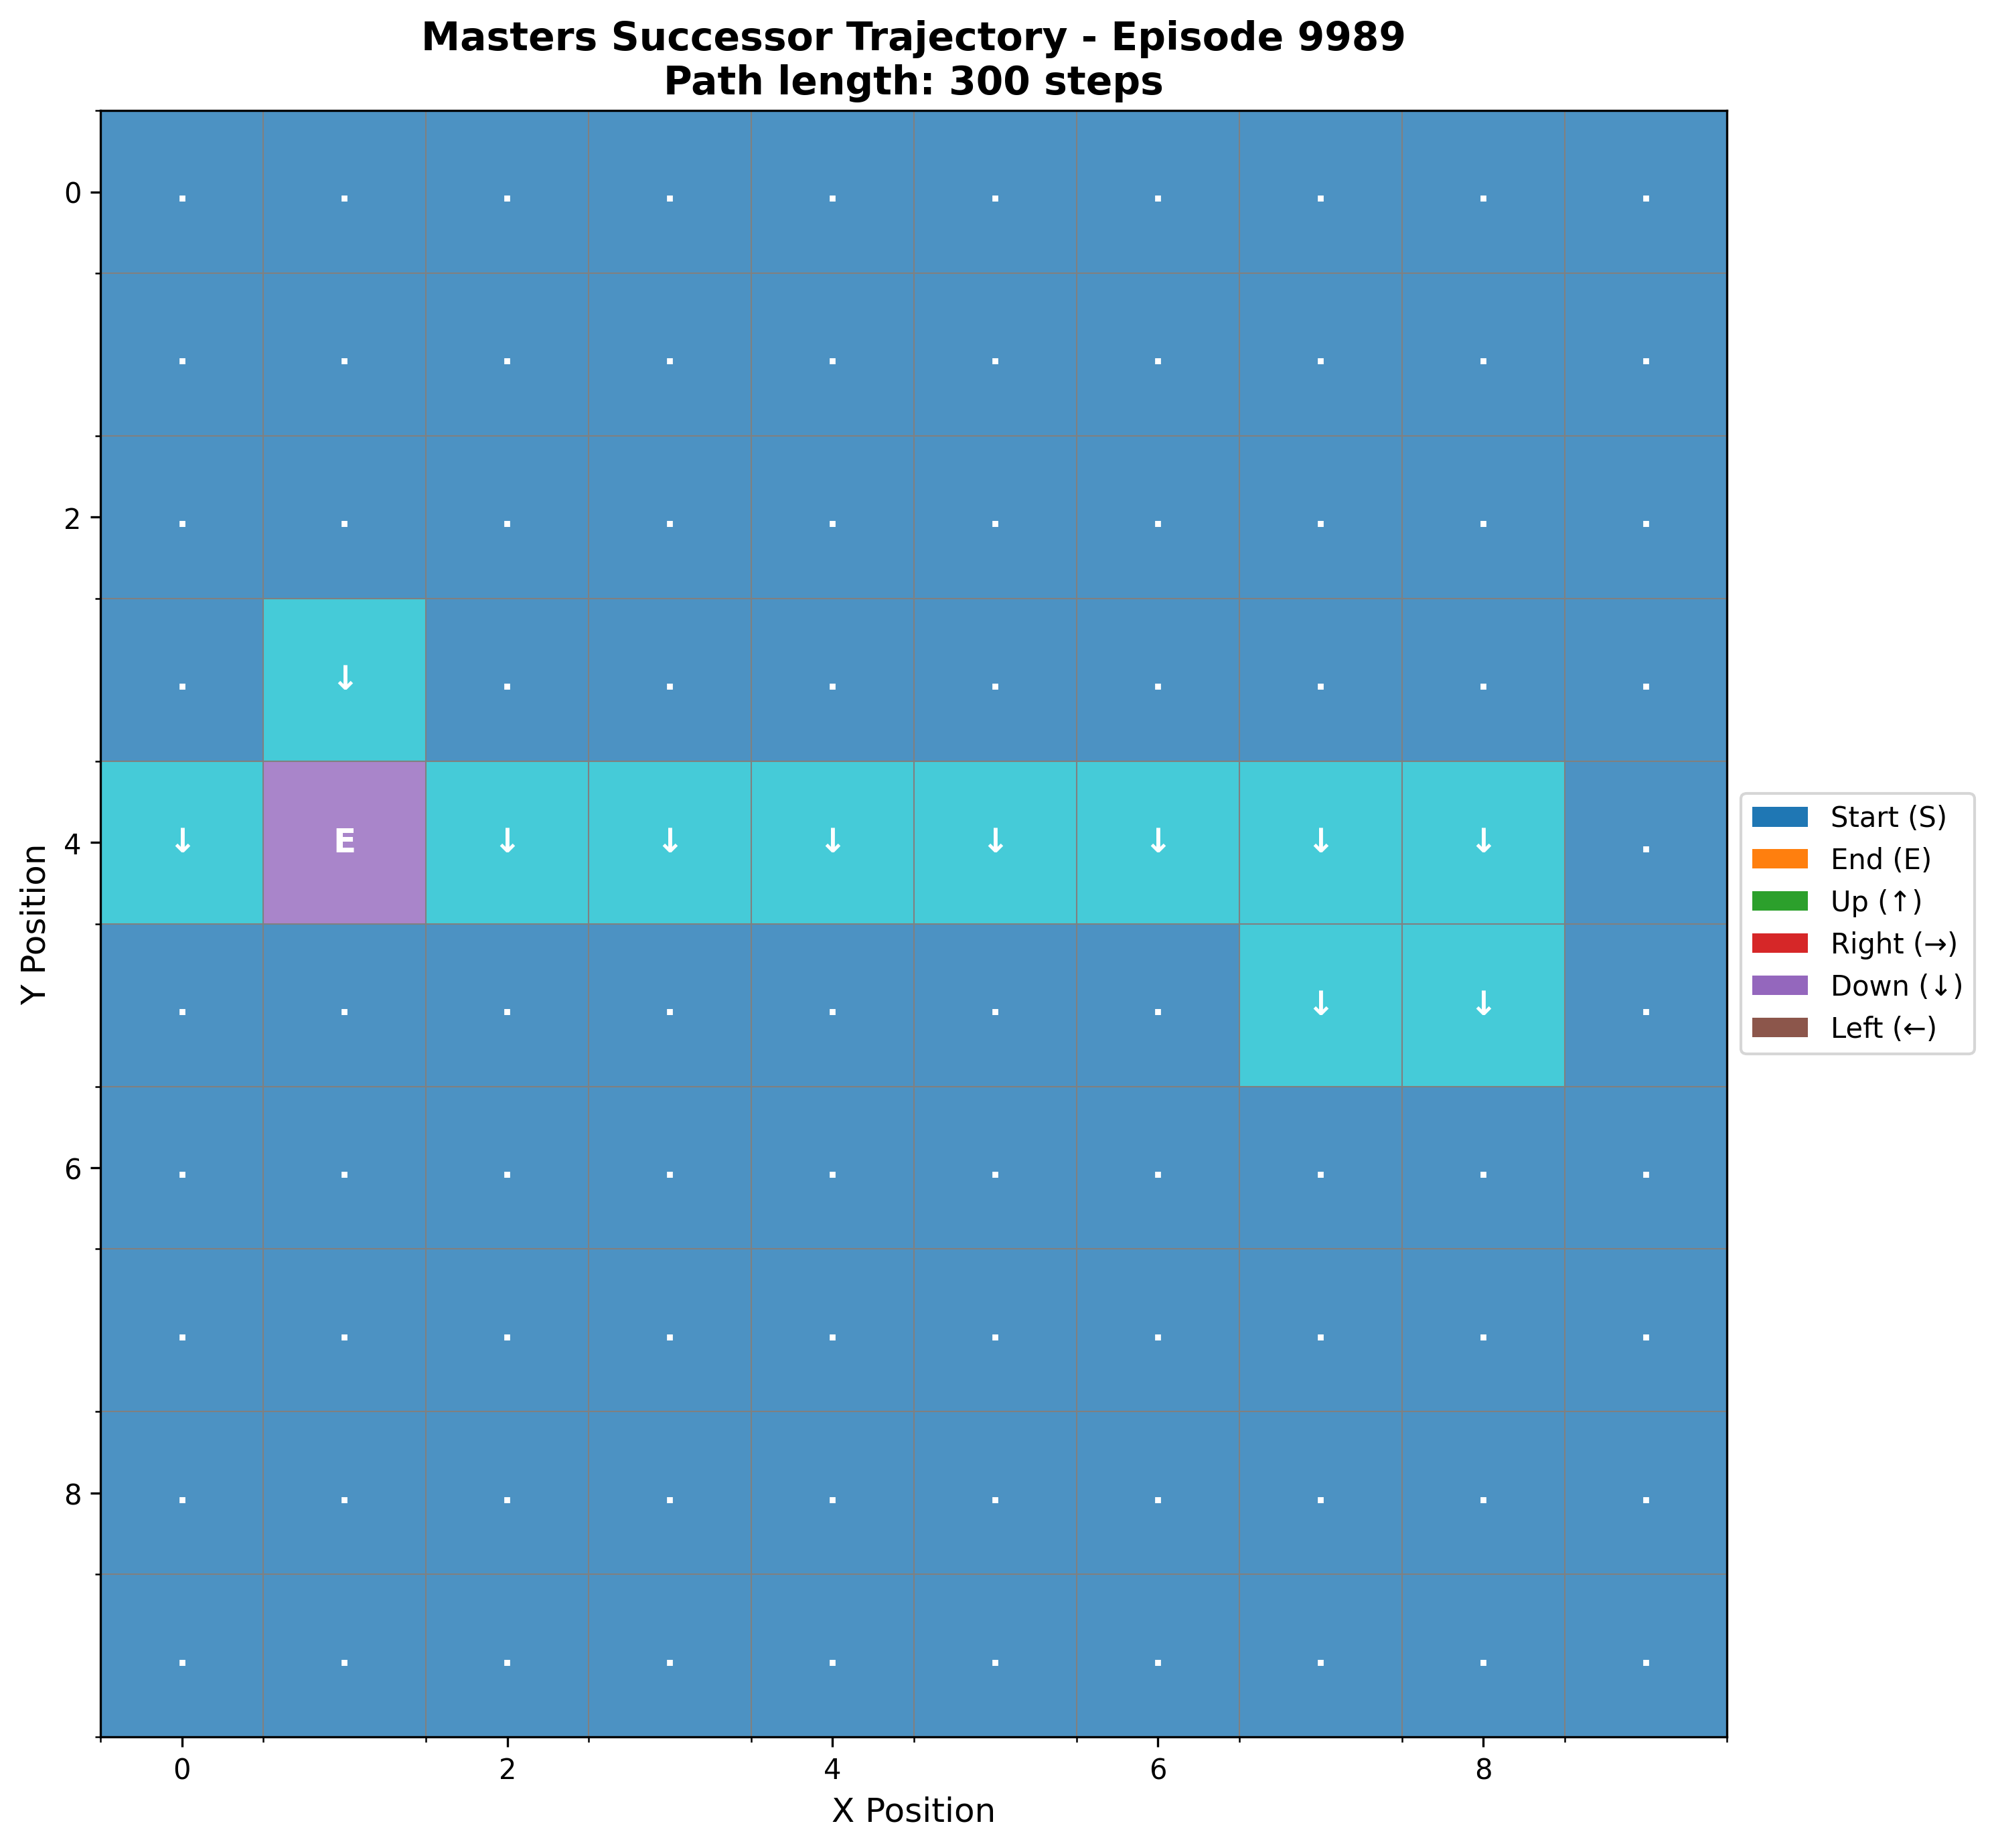 Masters Successor Trajectory - Episode 9989
Path length: 300 steps
0
2
↓
4
↓ E ↓ ↓ ↓ ↓ ↓ ↓ ↓
↓ ↓
6
8
Y Position
0 2 4 6 8
X Position
Start (S)
End (E)
Up (↑)
Right (→)
Down (↓)
Left (←)